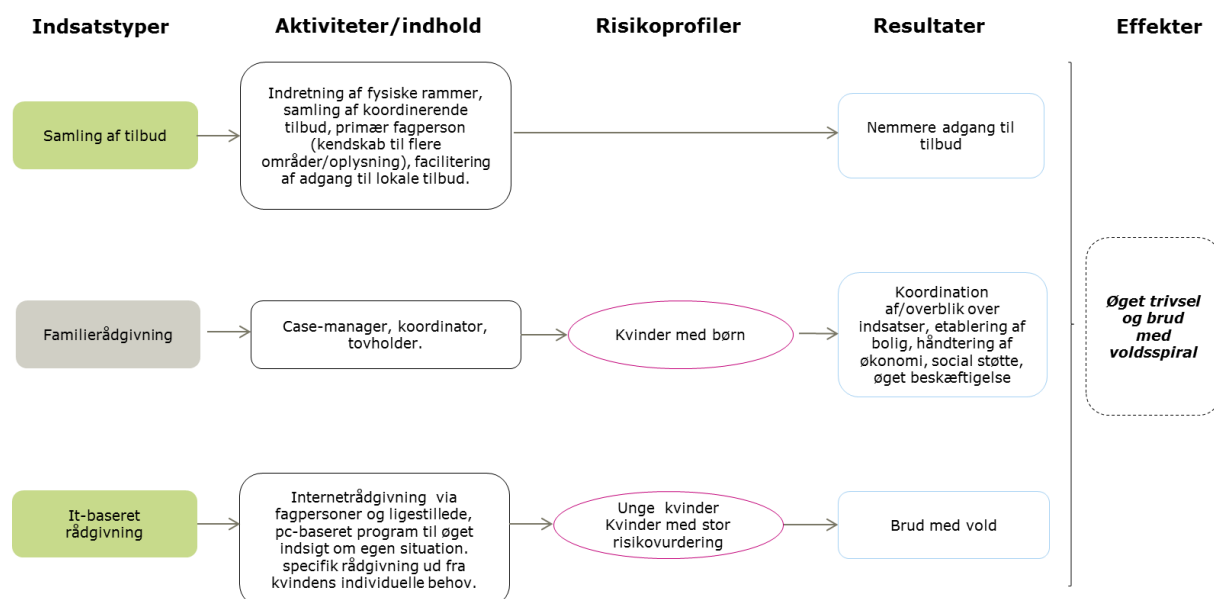 Indsatstyper
Aktiviteter/indhold
Risikoprofiler
Resultater
Effekter
Samling af tilbud
Indretning af fysiske rammer,
samling af koordinerende
tilbud, primær fagperson
(kendskab til flere
områder/oplysning), facilitering
af adgang til lokale tilbud.
Nemmere adgang til
tilbud
Familierådgivning
Case-manager, koordinator,
tovholder.
Kvinder med børn
Koordination
af/overblik over
indsatser, etablering af
bolig, håndtering af
økonomi, social støtte,
øget beskæftigelse
Øget trivsel
og brud
med
voldsspiral
It-baseret
rådgivning
Internetrådgivning via
fagpersoner og ligestillede,
pc-baseret program til øget
indsigt om egen situation.
specifik rådgivning ud fra
kvindens individuelle behov.
Unge kvinder
Kvinder med stor
risikovurdering
Brud med vold